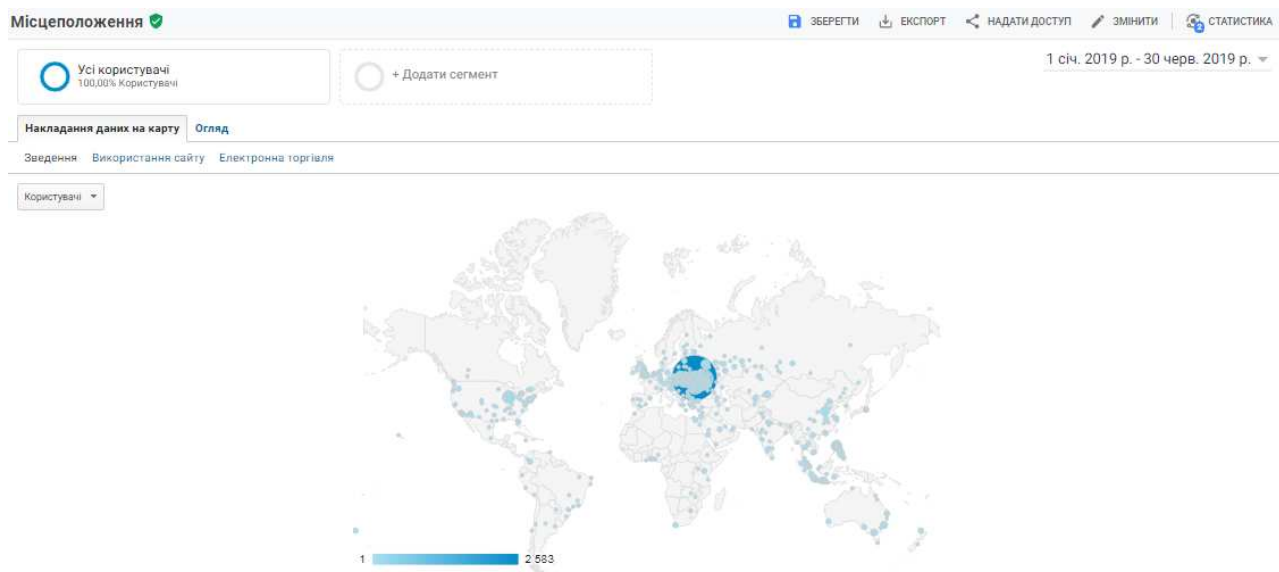 Місцеположення
ЗБЕРЕГТИ ЕКСПОРТ НАДАТИ ДОСТУП ЗМІНИТИ СТАТИСТИКА
Усі користувачі
100,00% Користувачі
+ Додати сегмент
1 січ. 2019 р. - 30 черв. 2019 р.
Накладання даних на карту Огляд
Зведення Використання сайту Електронна торгівля
Користувачі
1 2 583